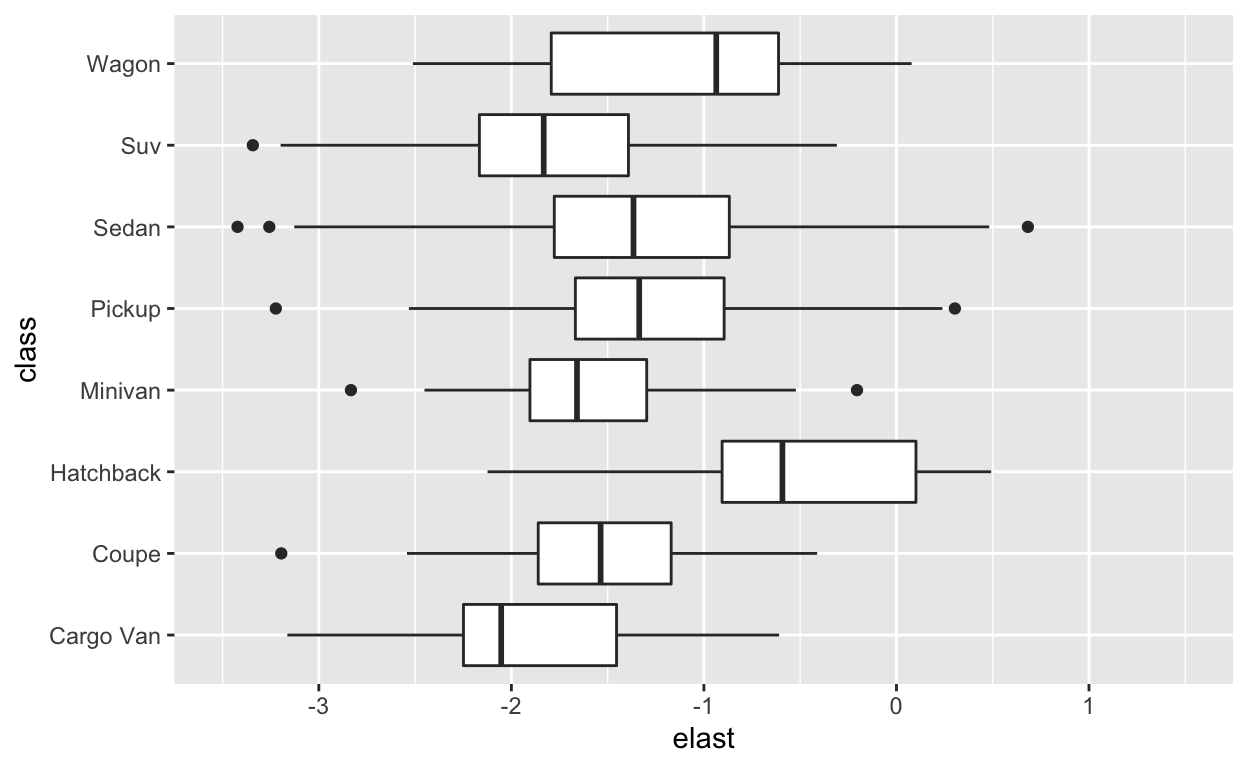 Wagon
Suv
Sedan
Pickup
Minivan
Hatchback
Coupe
Cargo Van
class
-3 -2 -1 0 1
elast